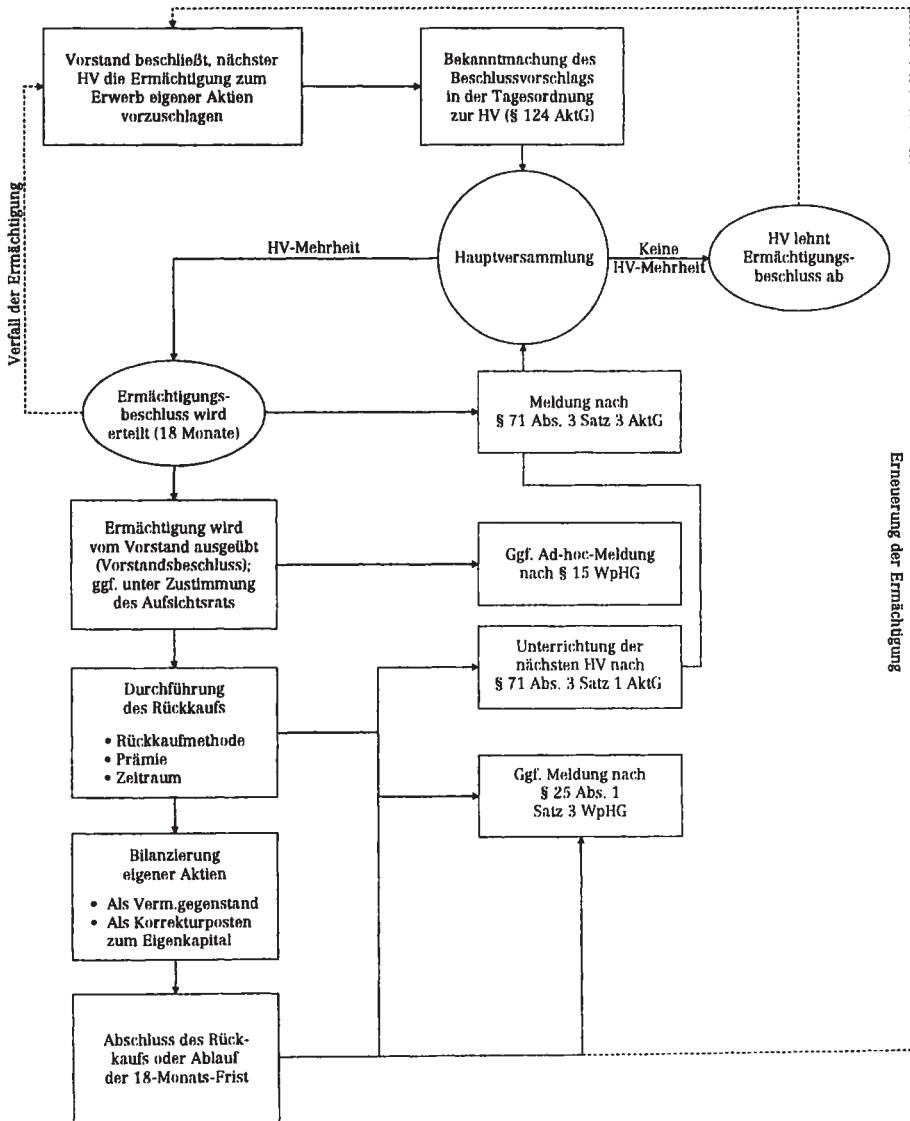 Vorstand beschließt, nächster
HV die Ermächtigung zum
Erwerb eigener Aktien
vorzuschlagen
Bekanntmachung des
Beschlussvorschlags
in der Tagesordnung
zur HV (§ 124 AktG)
Verfall der Ermächtigung
HV-Mehrheit
Hauptversammlung
Keine
HV-Mehrheit
HV lehnt
Ermächtigungs-
beschluss ab
Ermächtigungs-
beschluss wird
erteilt (18 Monate)
Meldung nach
§ 71 Abs. 3 Satz 3 AktG
Erneuerung der Ermächtigung
Ermächtigung wird
vom Vorstand ausgeübt
(Vorstandsbeschluss);
ggf. unter Zustimmung
des Aufsichtsrats
Ggf. Ad-hoc-Meldung
nach § 15 WpHG
Unterrichtung der
nächsten HV nach
§ 71 Abs. 3 Satz 1 AktG
Durchführung
des Rückkaufs
• Rückkaufmethode
• Prämie
• Zeitraum
Ggf. Meldung nach
§ 25 Abs. 1
Satz 3 WpHG
Bilanzierung
eigener Aktien
• Als Verm.gegenstand
• Als Korrekturposten
zum Eigenkapital
Abschluss des Rück-
kaufs oder Ablauf
der 18-Monats-Frist